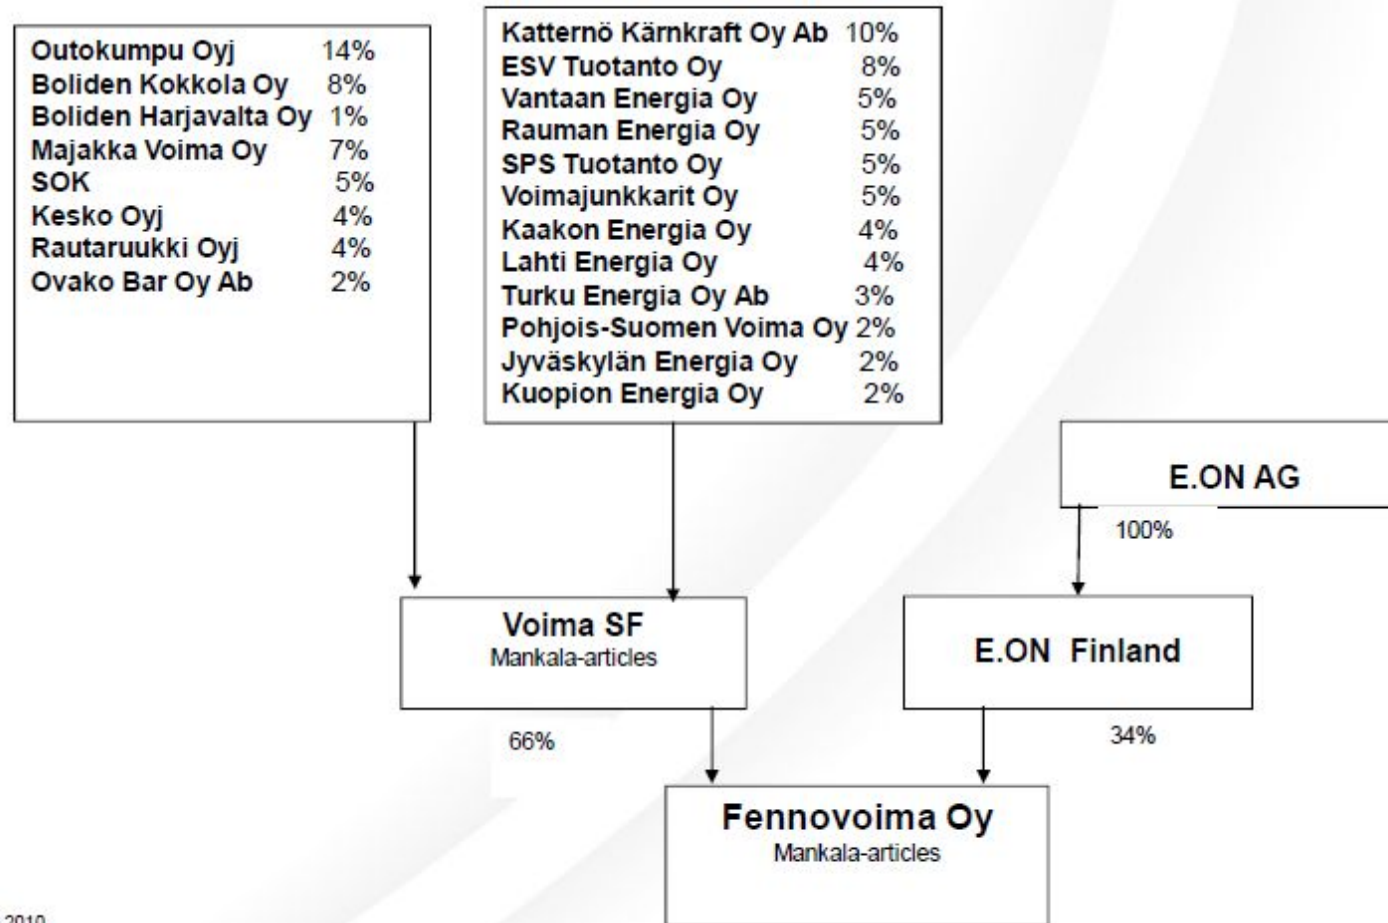 Outokumpu Oyj 14%
Boliden Kokkola Oy 8%
Boliden Harjavalta Oy 1%
Majakka Voima Oy 7%
SOK 5%
Kesko Oyj 4%
Rautaruukki Oyj 4%
Ovako Bar Oy Ab 2%
Katternö Kärnkraft Oy Ab 10%
ESV Tuotanto Oy 8%
Vantaan Energia Oy 5%
Rauman Energia Oy 5%
SPS Tuotanto Oy 5%
Voimajunkkarit Oy 5%
Kaakon Energia Oy 4%
Lahti Energia Oy 4%
Turku Energia Oy Ab 3%
Pohjois-Suomen Voima Oy 2%
Jyväskylän Energia Oy 2%
Kuopion Energia Oy 2%
E.ON AG
100%
Voima SF
Mankala-articles
E.ON Finland
66%
34%
Fennovoima Oy
Mankala-articles
2010